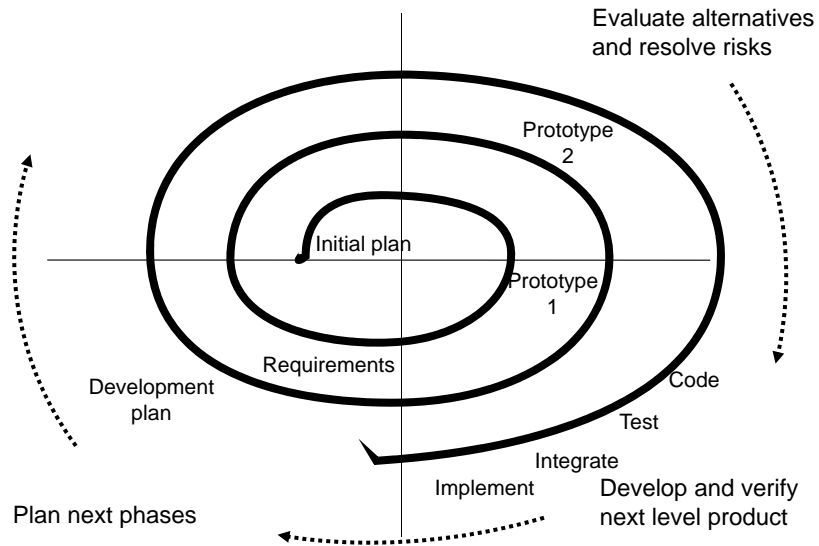 Evaluate alternatives
and resolve risks
Prototype
2
Initial plan
Prototype
1
Requirements
Development
plan
Code
Test
Integrate
Implement
Develop and verify
next level product
Plan next phases